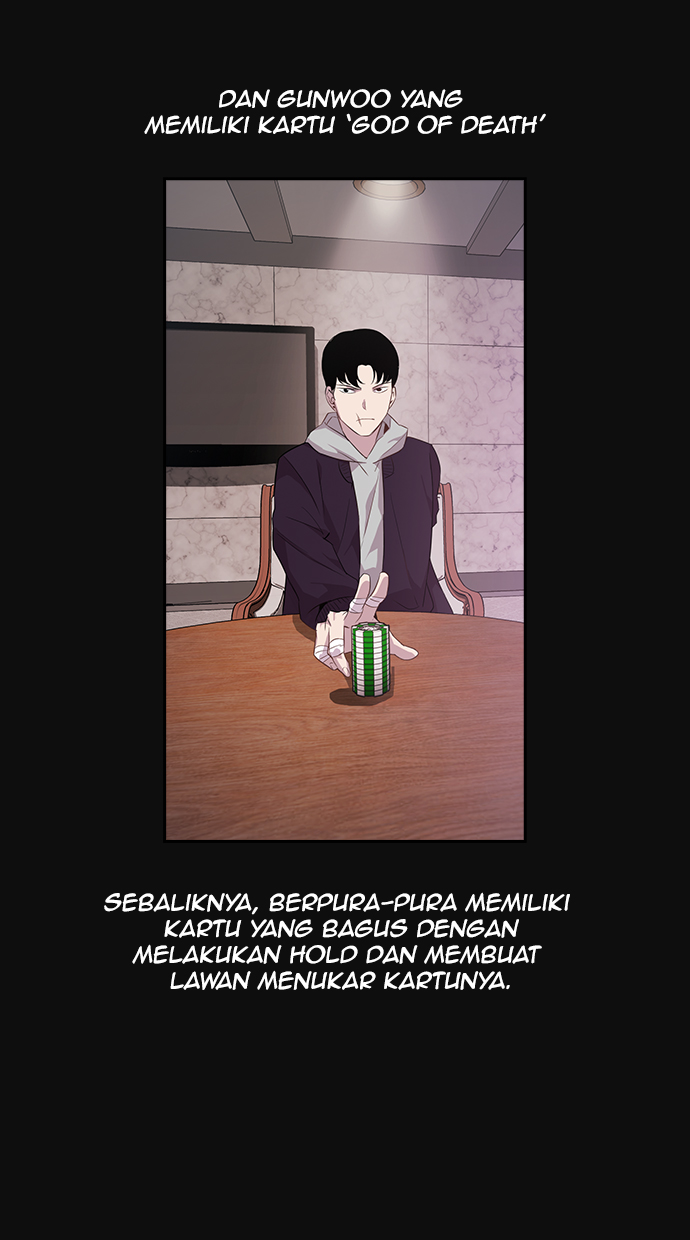 DAN GUNWOO YANG
MEMILIKI KARTU ‘GOD OF DEATH’
SEBALIKNYA, BERPURA-PURA MEMILIKI
KARTU YANG BAGUS DENGAN
MELAKUKAN HOLD DAN MEMBUAT
LAWAN MENUKAR KARTUNYA.